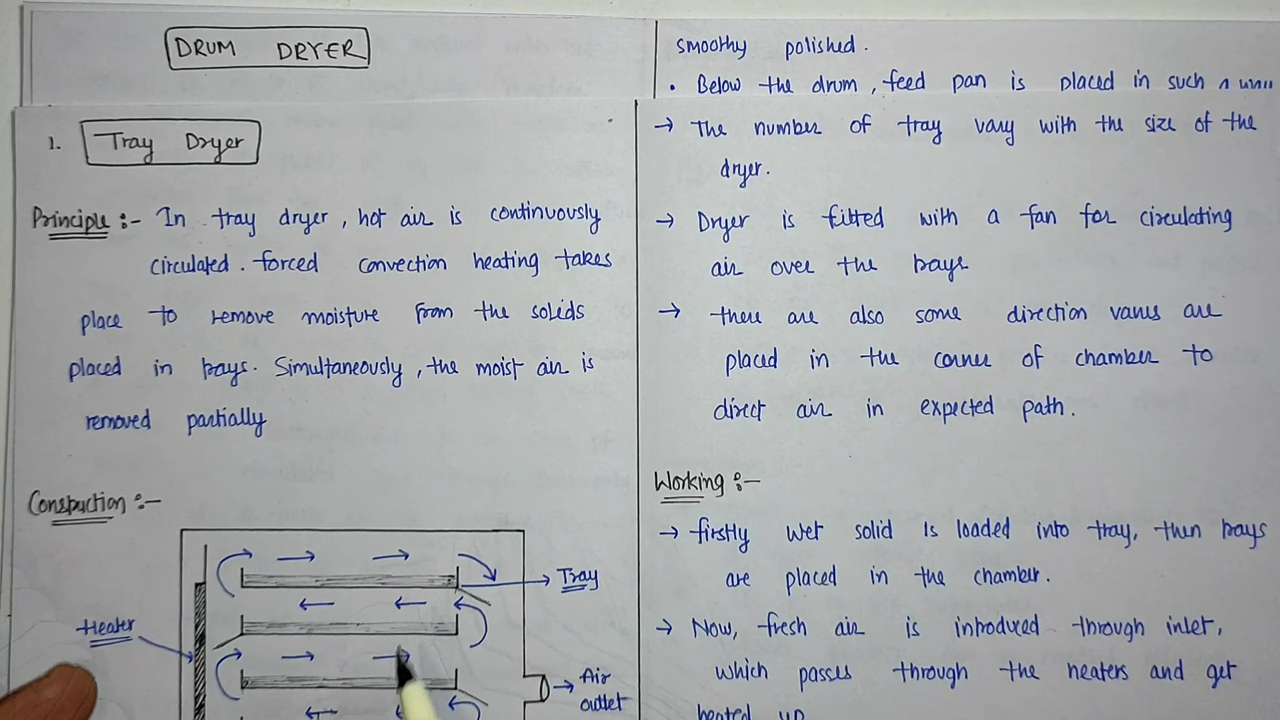 DRUM DRYER
smoothy polished.
• Below the drum, feed pan is placed in such a
1. Tray Dryer
Principle :- In tray dryer, hot air is continuously
circulated. forced convection heating takes
place to remove moisture from the solids
placed in trays. Simultaneously, the moist air is
removed partially
Construction :-
Tray
Heater
Air
outlet
→ The number of tray vary with the size of the
dryer.
→ Dryer is fitted with a fan for circulating
air over the trays
→ there are also some direction vanes are
placed in the corner of chamber to
direct air in expected path.
Working :-
→ firstly wet solid is loaded into tray, then trays
are placed in the chamber.
→ Now, fresh air is introduced through inlet,
which passes through the heaters and get
heated up